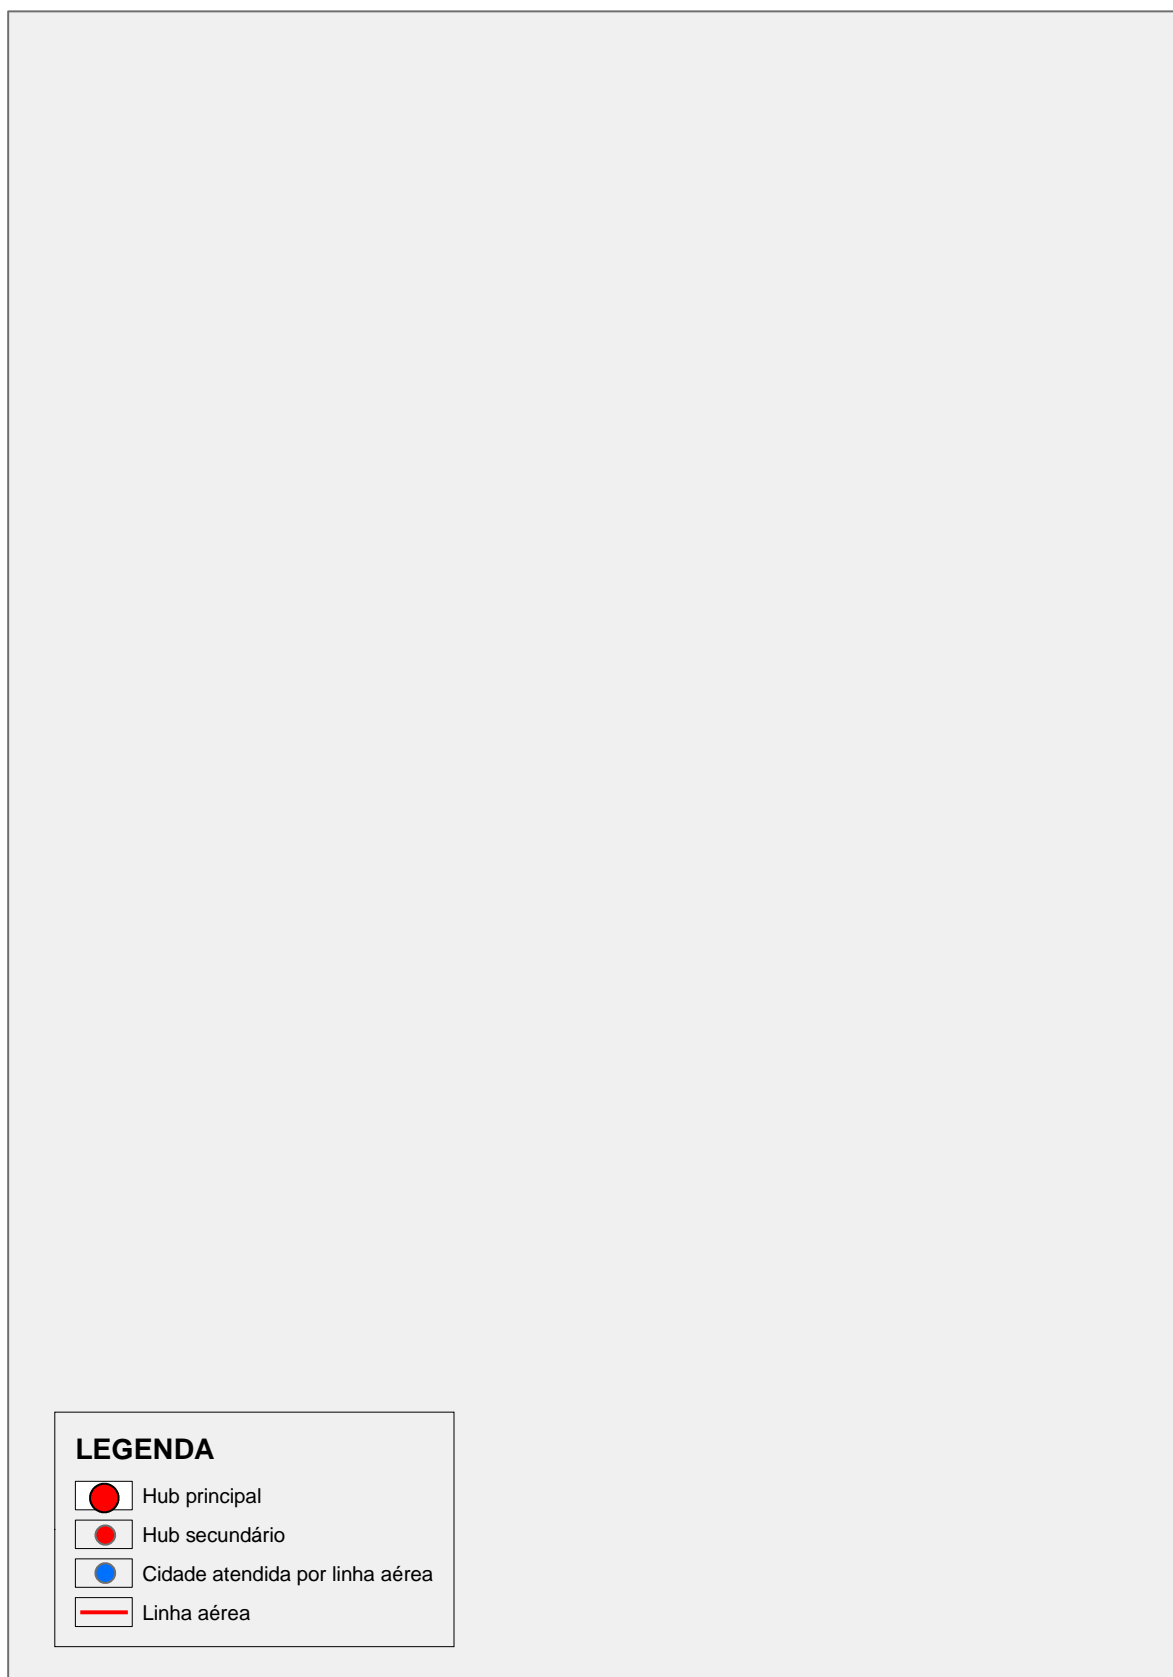 LEGENDA
Hub principal
Hub secundário
Cidade atendida por linha aérea
Linha aérea